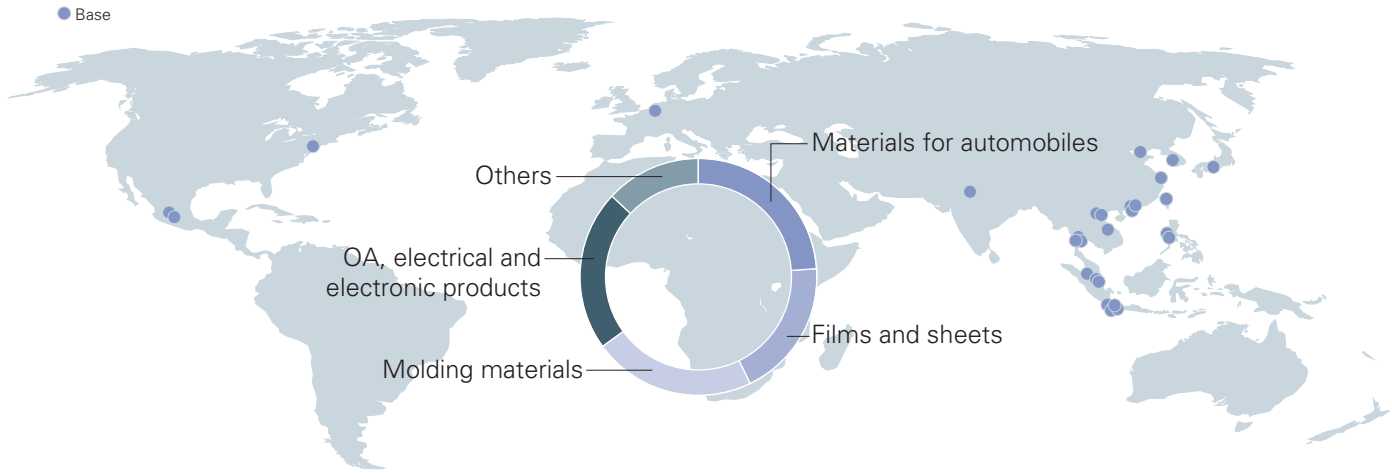 Base
Materials for automobiles
Others
OA, electrical and
electronic products
Films and sheets
Molding materials